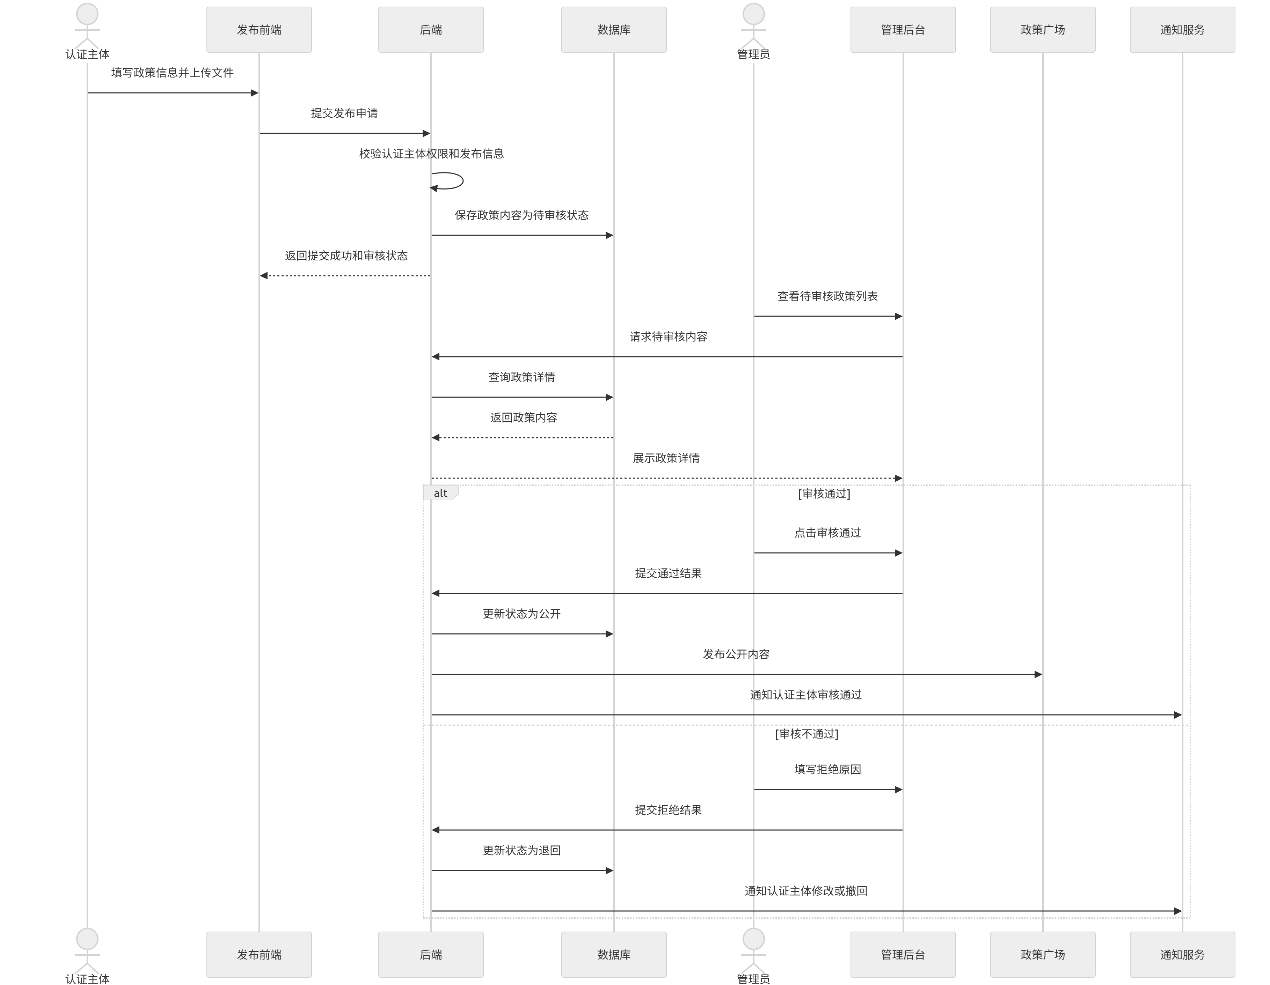 认证主体
发布前端
后端
数据库
管理员
管理后台
政策广场
通知服务
填写政策信息并上传文件
提交发布申请
校验认证主体权限和发布信息
保存政策内容为待审核状态
返回提交成功和审核状态
查看待审核政策列表
请求待审核内容
查询政策详情
返回政策内容
展示政策详情
alt
[审核通过]
点击审核通过
提交通过结果
更新状态为公开
发布公开内容
通知认证主体审核通过
[审核不通过]
填写拒绝原因
提交拒绝结果
更新状态为退回
通知认证主体修改或撤回
认证主体
发布前端
后端
数据库
管理员
管理后台
政策广场
通知服务